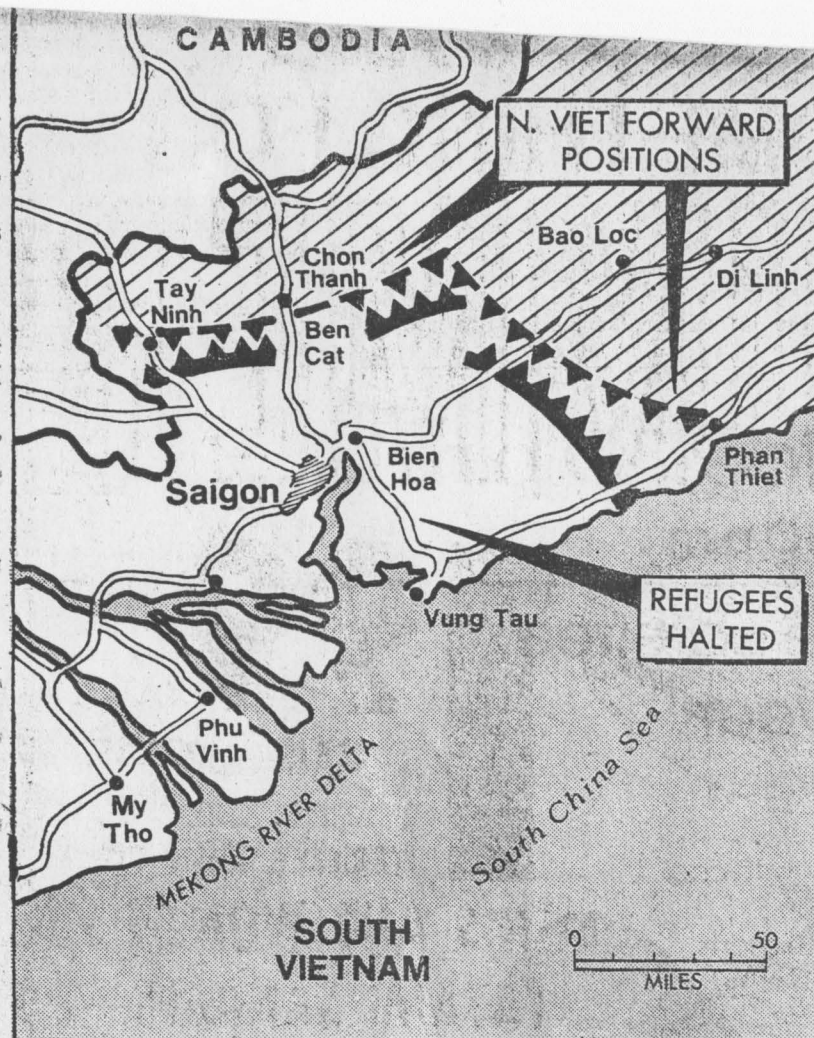 CAMBODIA
N. VIET FORWARD
POSITIONS
Bao Loc
Di Linh
Chon
Thanh
Tay
Ninh
Ben
Cat
Bien
Hoa
Phan
Thiet
Saigon
REFUGEES
HALTED
Vung Tau
Phu
Vinh
My
Tho
MEKONG RIVER DELTA
South China Sea
SOUTH
VIETNAM
0 50
MILES